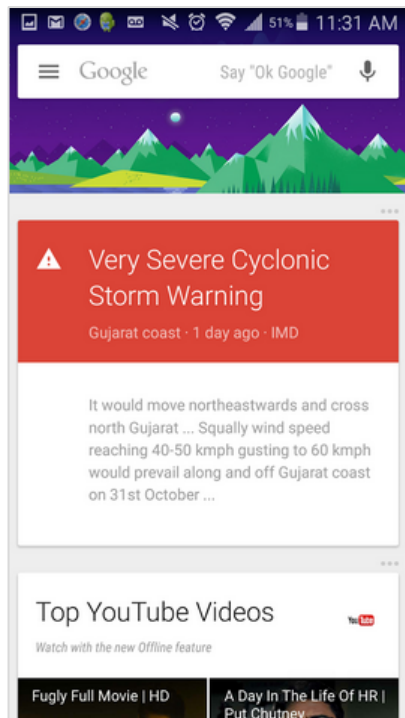 51% 11:31 AM
Google Say "Ok Google"
Very Severe Cyclonic
Storm Warning
Gujarat coast · 1 day ago · IMD
It would move northeastwards and cross
north Gujarat ... Squally wind speed
reaching 40-50 kmph gusting to 60 kmph
would prevail along and off Gujarat coast
on 31st October ...
Top YouTube Videos
YouTube
Watch with the new Offline feature
Fugly Full Movie | HD
A Day In The Life Of HR |
Put Chutney